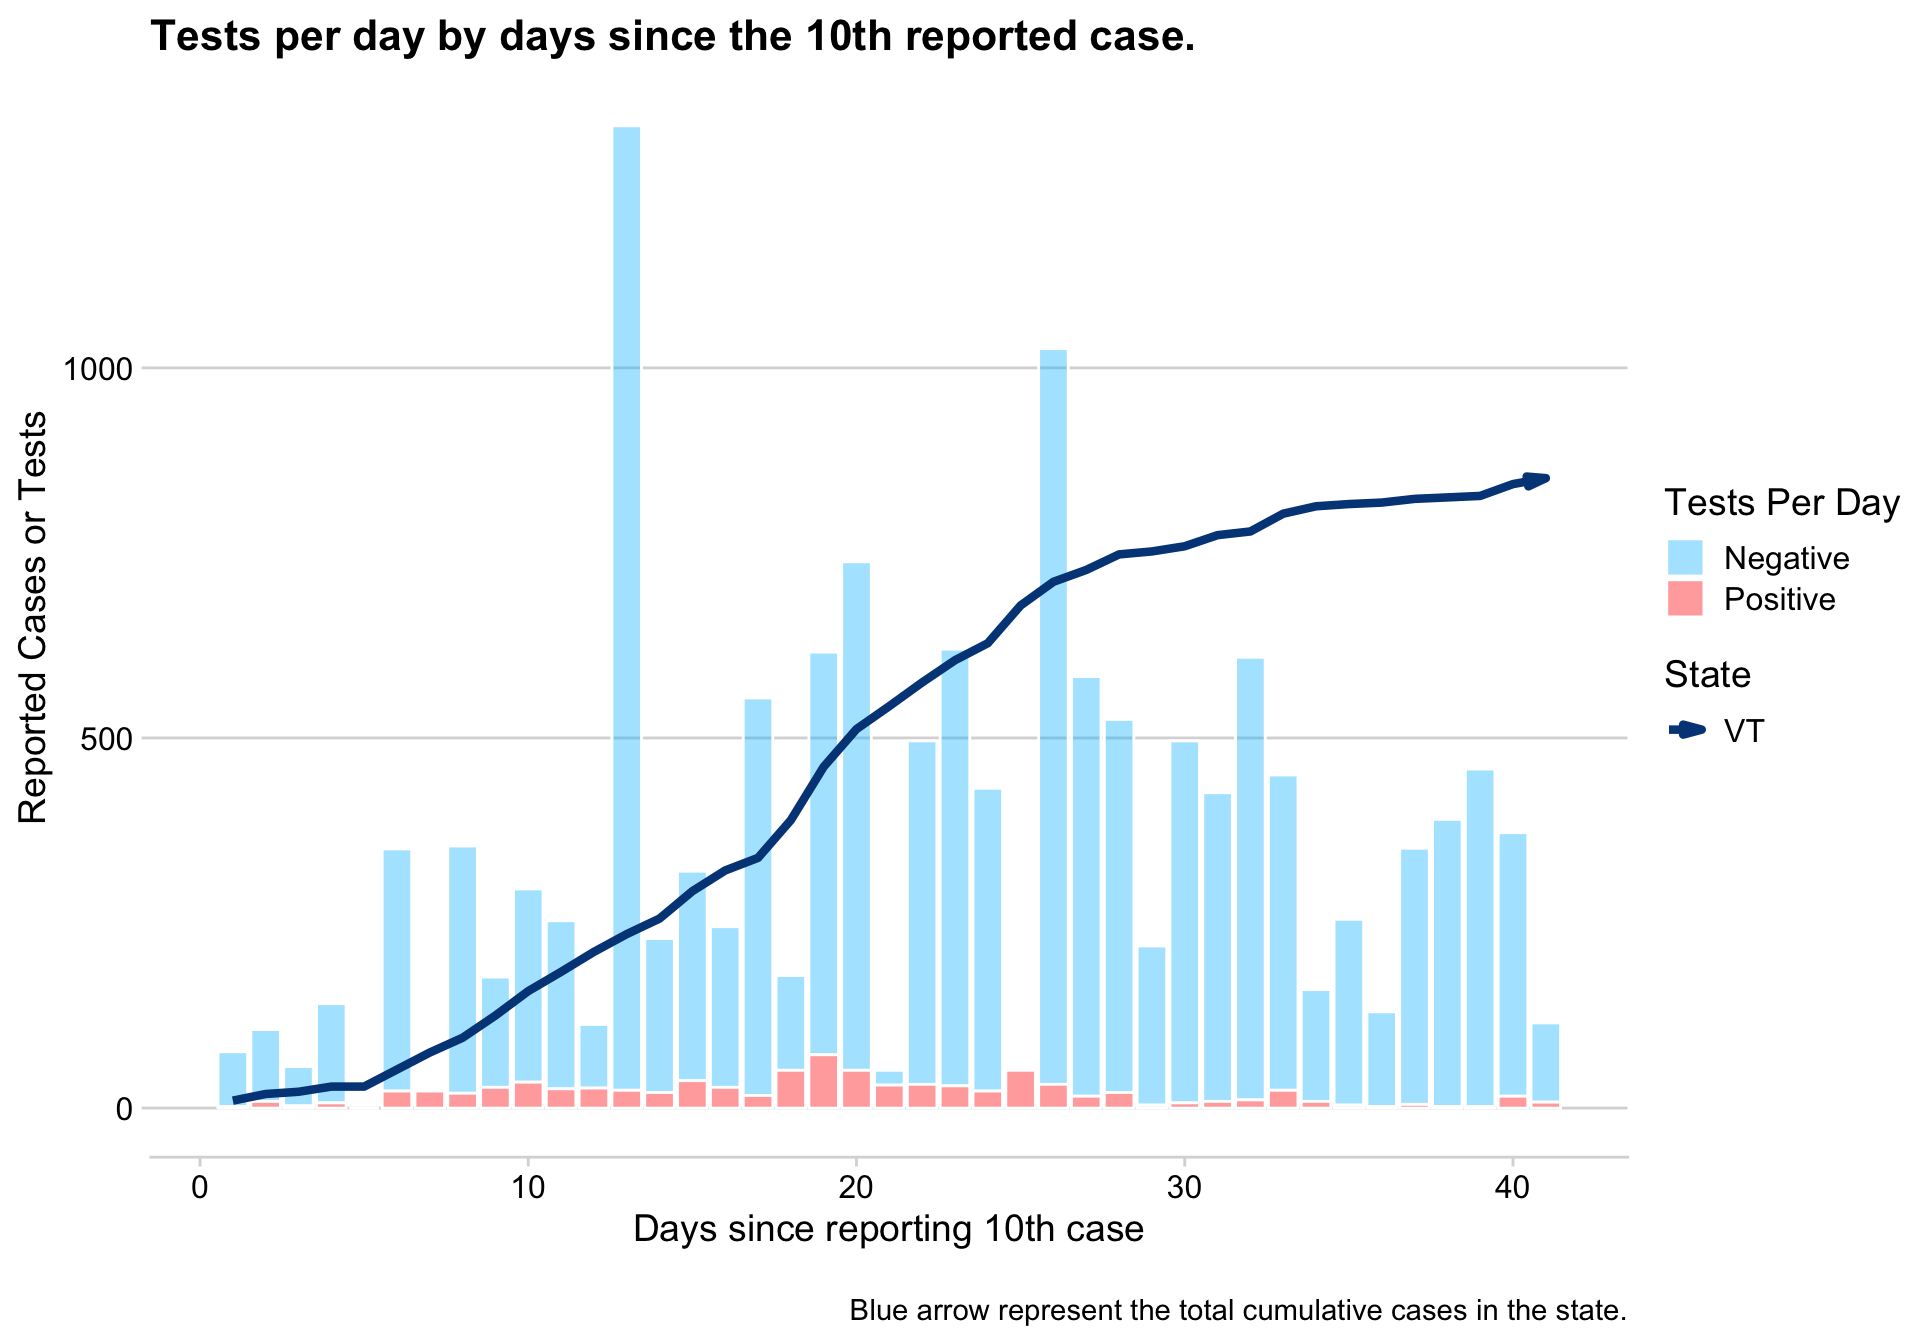 Tests per day by days since the 10th reported case.
Reported Cases or Tests
1000
500
0
0
10
20
30
40
Days since reporting 10th case
Tests Per Day
Negative
Positive
State
VT
Blue arrow represent the total cumulative cases in the state.